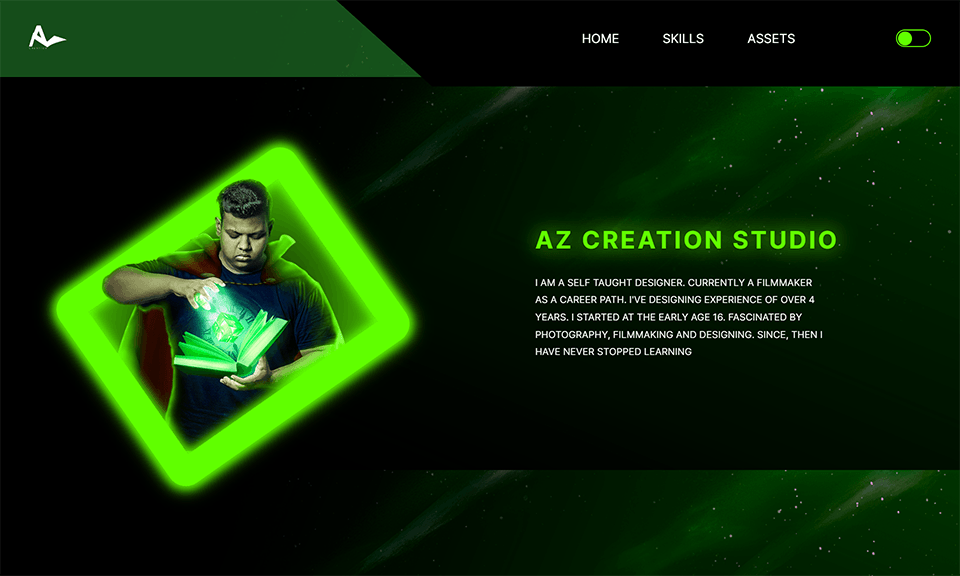 AZ
HOME SKILLS ASSETS
AZ CREATION STUDIO
I AM A SELF TAUGHT DESIGNER. CURRENTLY A FILMMAKER
AS A CAREER PATH. I'VE DESIGNING EXPERIENCE OF OVER 4
YEARS. I STARTED AT THE EARLY AGE 16. FASCINATED BY
PHOTOGRAPHY, FILMMAKING AND DESIGNING. SINCE, THEN I
HAVE NEVER STOPPED LEARNING